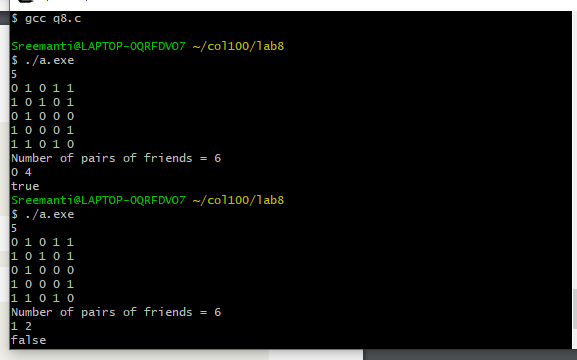 $ gcc q8.c
Sreemanti@LAPTOP-OQRFDVO7 ~/col100/lab8
$ ./a.exe
5
0 1 0 1 1
1 0 1 0 1
0 1 0 0 0
1 0 0 0 1
1 1 0 1 0
Number of pairs of friends = 6
0 4
true
Sreemanti@LAPTOP-OQRFDVO7 ~/col100/lab8
$ ./a.exe
5
0 1 0 1 1
1 0 1 0 1
0 1 0 0 0
1 0 0 0 1
1 1 0 1 0
Number of pairs of friends = 6
1 2
false